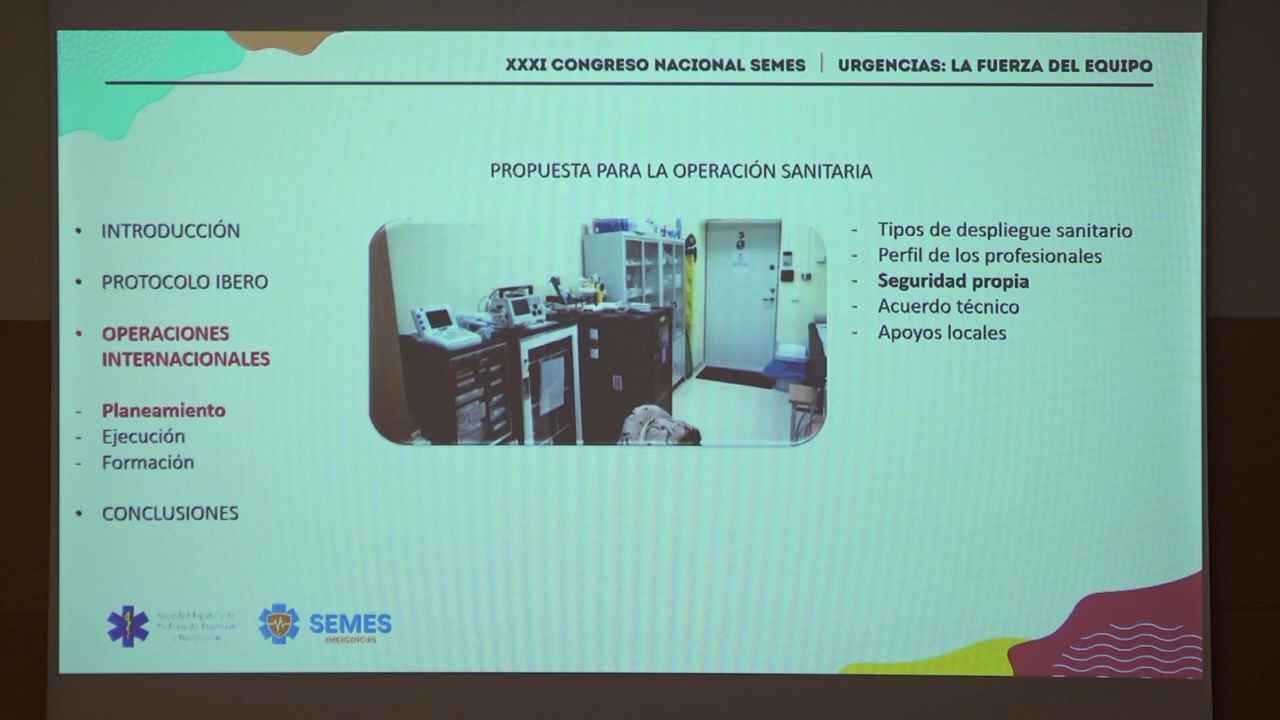 XXXI CONGRESO NACIONAL SEMES | URGENCIAS: LA FUERZA DEL EQUIPO
PROPUESTA PARA LA OPERACIÓN SANITARIA
• INTRODUCCIÓN
• PROTOCOLO IBERO
• OPERACIONES
INTERNACIONALES
- Planeamiento
- Ejecución
- Formación
• CONCLUSIONES
- Tipos de despliegue sanitario
- Perfil de los profesionales
- Seguridad propia
- Acuerdo técnico
- Apoyos locales
SEMES
EMERGENCIAS